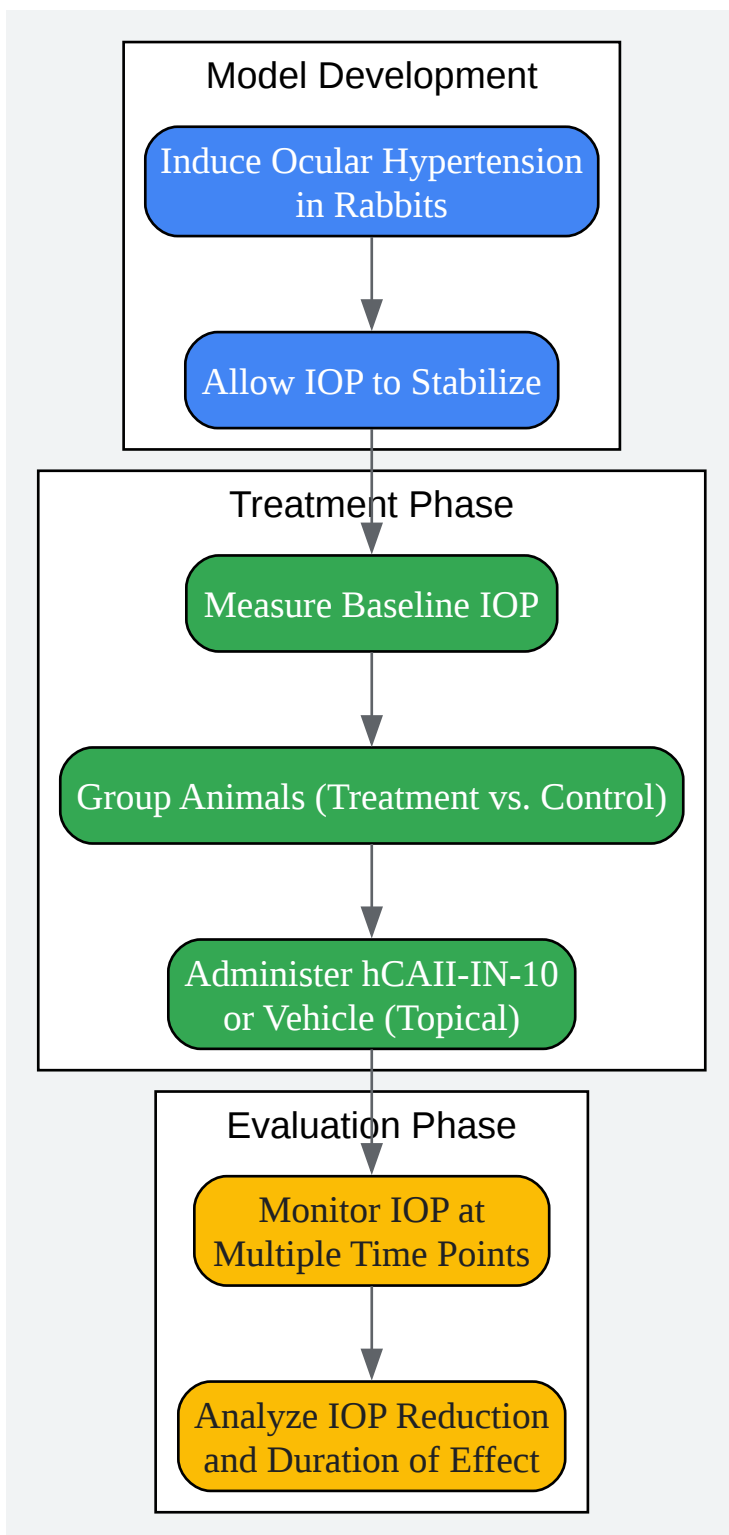 Model Development
Induce Ocular Hypertension
in Rabbits
Allow IOP to Stabilize
Treatment Phase
Measure Baseline IOP
Group Animals (Treatment vs. Control)
Administer hCAII-IN-10
or Vehicle (Topical)
Evaluation Phase
Monitor IOP at
Multiple Time Points
Analyze IOP Reduction
and Duration of Effect